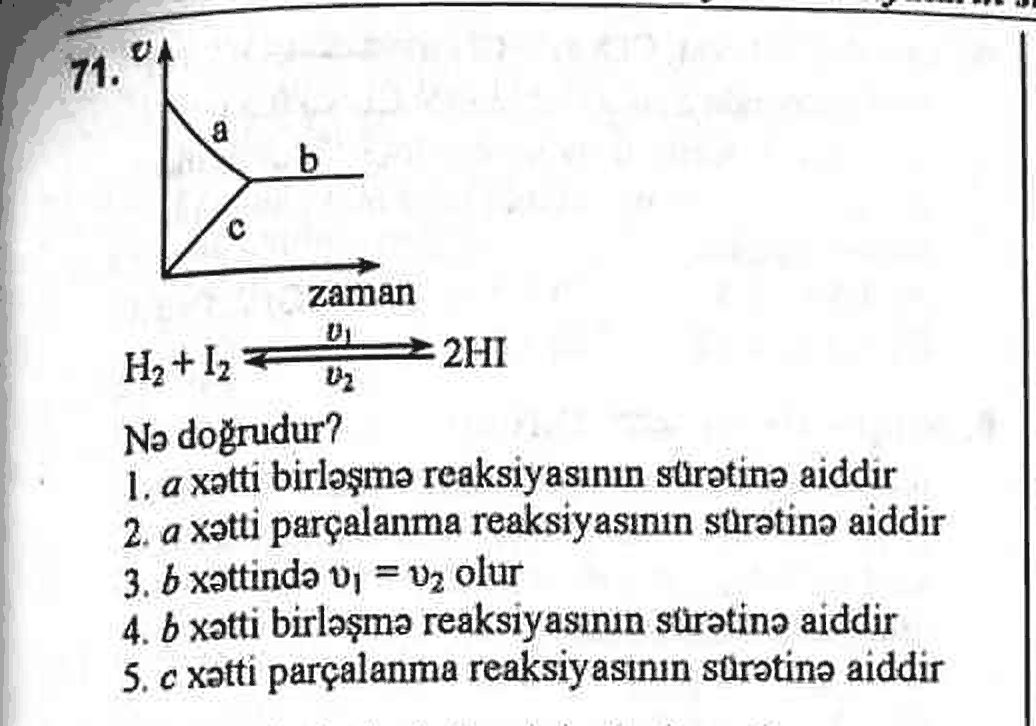 71.
υ
a
b
c
zaman
υ₁
H₂ + I₂ ⇄ 2HI
υ₂
Nə doğrudur?
1. a xətti birləşmə reaksiyasının sürətinə aiddir
2. a xətti parçalanma reaksiyasının sürətinə aiddir
3. b xəttində υ₁ = υ₂ olur
4. b xətti birləşmə reaksiyasının sürətinə aiddir
5. c xətti parçalanma reaksiyasının sürətinə aiddir